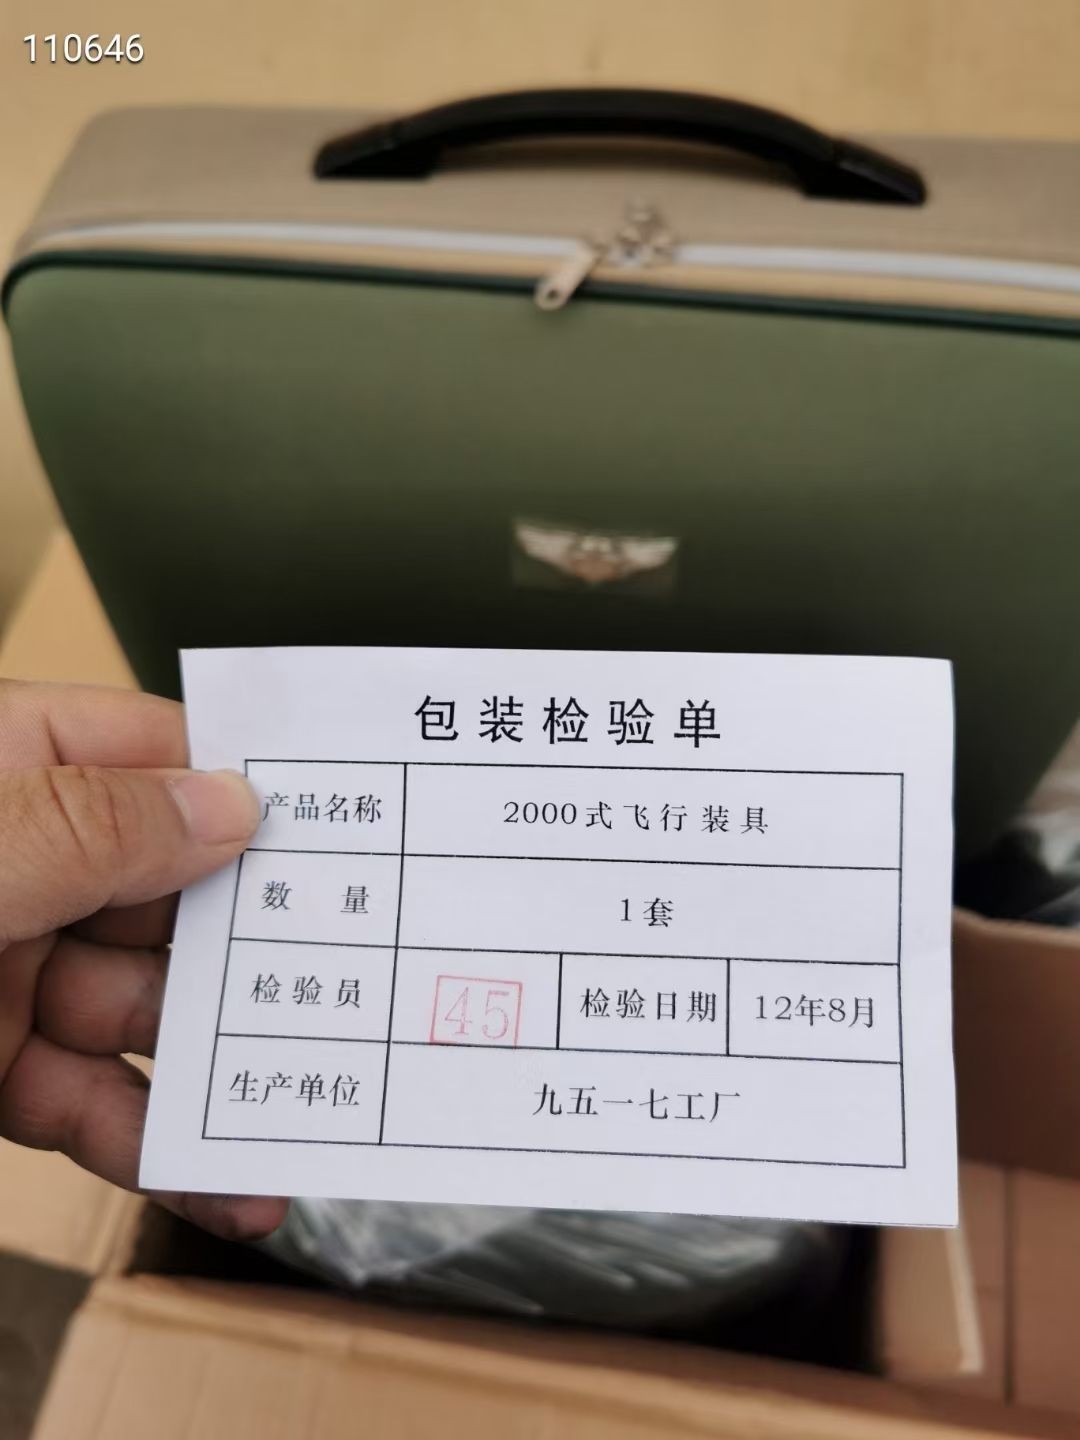 110646
包装检验单
产品名称 2000式飞行装具
数量 1套
检验员 45 检验日期 12年8月
生产单位 九五一七工厂